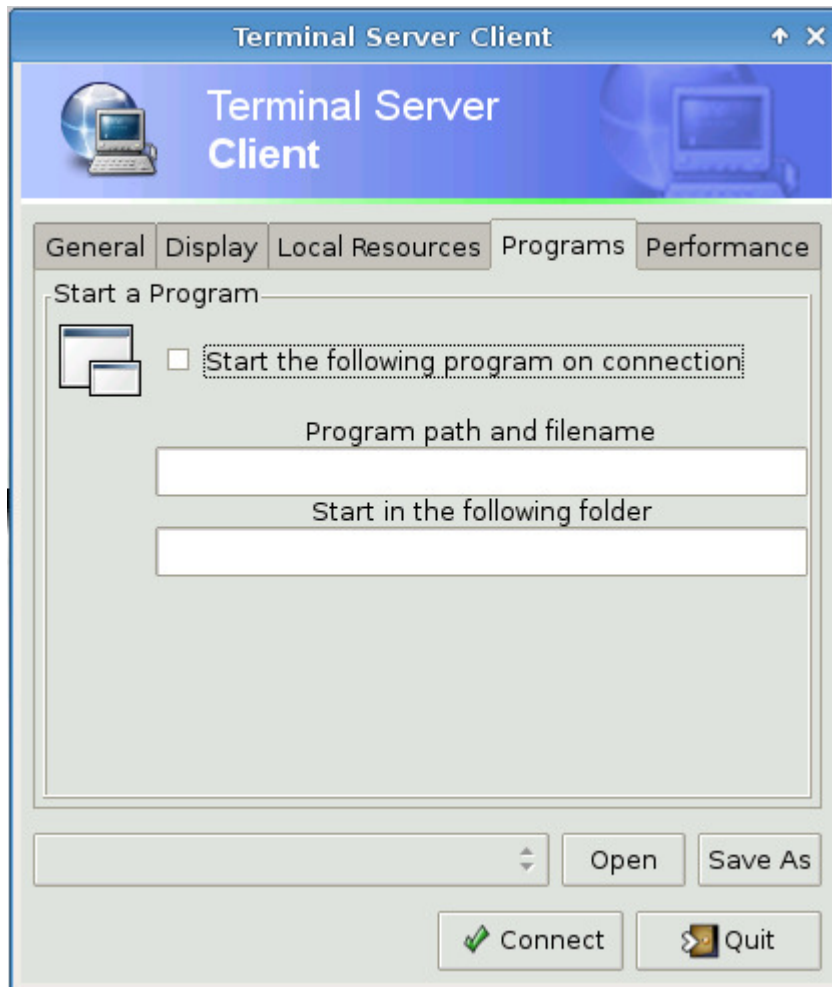 Terminal Server Client
Terminal Server
Client
General Display Local Resources Programs Performance
Start a Program
Start the following program on connection
Program path and filename
Start in the following folder
Open Save As
Connect Quit